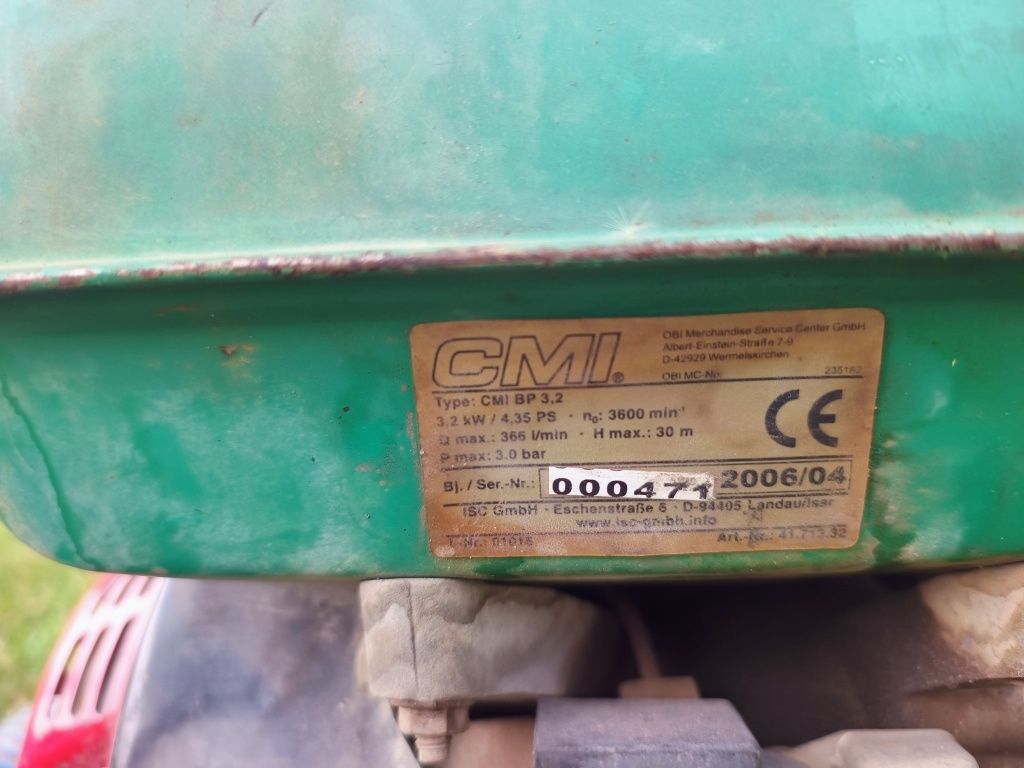 CMI®
OBI Merchandise Service Center GmbH
Albert-Einstein-Straße 7-9
D-42929 Wermelskirchen
OBI MC-Nr. 235162
Type: CMI BP 3,2
3,2 kW / 4,35 PS · n₀: 3600 min⁻¹
Q max.: 366 l/min · H max.: 30 m
P max: 3.0 bar
CE
Bj. / Ser.-Nr.: 000471 2006/04
ISC GmbH · Eschenstraße 6 · D-94405 Landau/Isar
www.isc-gmbh.info
I.-Nr.: 01016 Art.-Nr.: 41.713.32